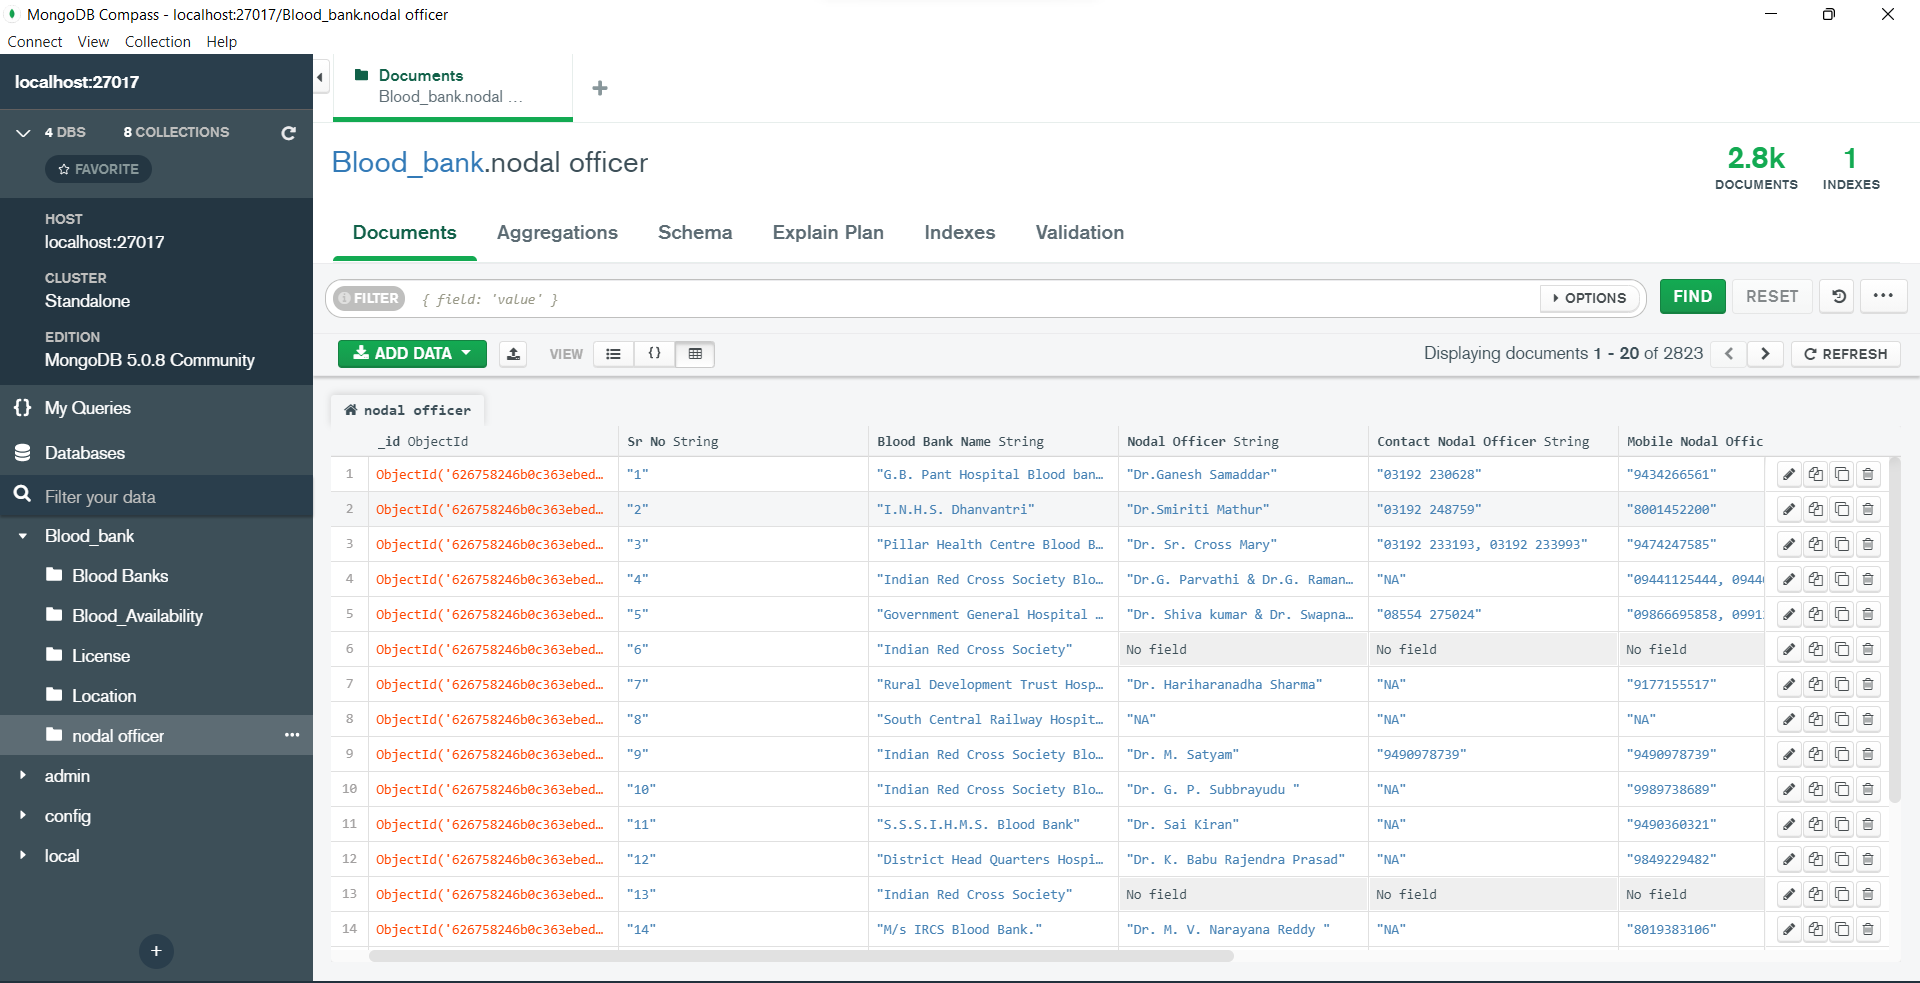 MongoDB Compass - localhost:27017/Blood_bank.nodal officer
Connect View Collection Help
localhost:27017
4 DBS 8 COLLECTIONS
FAVORITE
HOST
localhost:27017
CLUSTER
Standalone
EDITION
MongoDB 5.0.8 Community
{} My Queries
Databases
Filter your data
Blood_bank
Blood Banks
Blood_Availability
License
Location
nodal officer ...
admin
config
local
+
Documents
Blood_bank.nodal ...
+
Blood_bank.nodal officer
2.8k
DOCUMENTS
1
INDEXES
Documents Aggregations Schema Explain Plan Indexes Validation
FILTER { field: 'value' } OPTIONS FIND RESET ...
ADD DATA VIEW {} Displaying documents 1 - 20 of 2823 < > REFRESH
nodal officer
_id ObjectId Sr No String Blood Bank Name String Nodal Officer String Contact Nodal Officer String Mobile Nodal Offic
1 ObjectId('626758246b0c363ebed… "1" "G.B. Pant Hospital Blood ban… "Dr.Ganesh Samaddar" "03192 230628" "9434266561"
2 ObjectId('626758246b0c363ebed… "2" "I.N.H.S. Dhanvantri" "Dr.Smiriti Mathur" "03192 248759" "8001452200"
3 ObjectId('626758246b0c363ebed… "3" "Pillar Health Centre Blood B… "Dr. Sr. Cross Mary" "03192 233193, 03192 233993" "9474247585"
4 ObjectId('626758246b0c363ebed… "4" "Indian Red Cross Society Blo… "Dr.G. Parvathi & Dr.G. Raman… "NA" "09441125444, 0944
5 ObjectId('626758246b0c363ebed… "5" "Government General Hospital … "Dr. Shiva kumar & Dr. Swapna… "08554 275024" "09866695858, 0991
6 ObjectId('626758246b0c363ebed… "6" "Indian Red Cross Society" No field No field No field
7 ObjectId('626758246b0c363ebed… "7" "Rural Development Trust Hosp… "Dr. Hariharanadha Sharma" "NA" "9177155517"
8 ObjectId('626758246b0c363ebed… "8" "South Central Railway Hospit… "NA" "NA" "NA"
9 ObjectId('626758246b0c363ebed… "9" "Indian Red Cross Society Blo… "Dr. M. Satyam" "9490978739" "9490978739"
10 ObjectId('626758246b0c363ebed… "10" "Indian Red Cross Society Blo… "Dr. G. P. Subbrayudu " "NA" "9989738689"
11 ObjectId('626758246b0c363ebed… "11" "S.S.S.I.H.M.S. Blood Bank" "Dr. Sai Kiran" "NA" "9490360321"
12 ObjectId('626758246b0c363ebed… "12" "District Head Quarters Hospi… "Dr. K. Babu Rajendra Prasad" "NA" "9849229482"
13 ObjectId('626758246b0c363ebed… "13" "Indian Red Cross Society" No field No field No field
14 ObjectId('626758246b0c363ebed… "14" "M/s IRCS Blood Bank." "Dr. M. V. Narayana Reddy " "NA" "8019383106"